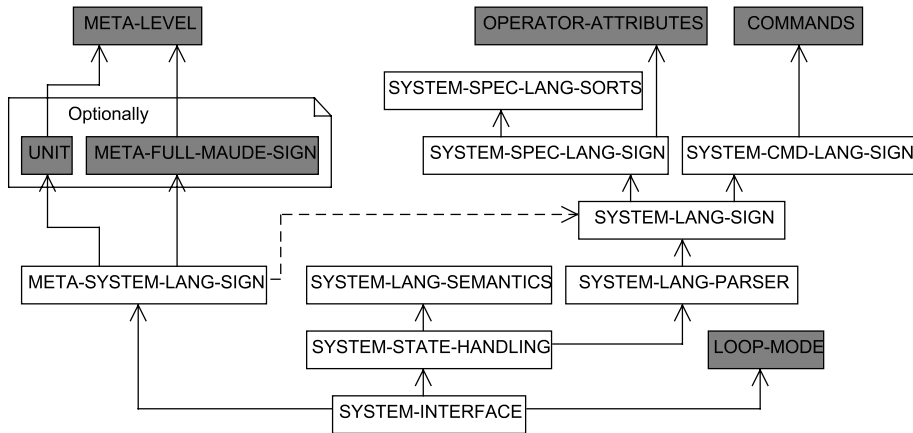 META-LEVEL
OPERATOR-ATTRIBUTES
COMMANDS
SYSTEM-SPEC-LANG-SORTS
Optionally
UNIT
META-FULL-MAUDE-SIGN
SYSTEM-SPEC-LANG-SIGN
SYSTEM-CMD-LANG-SIGN
SYSTEM-LANG-SIGN
META-SYSTEM-LANG-SIGN
SYSTEM-LANG-SEMANTICS
SYSTEM-LANG-PARSER
SYSTEM-STATE-HANDLING
LOOP-MODE
SYSTEM-INTERFACE